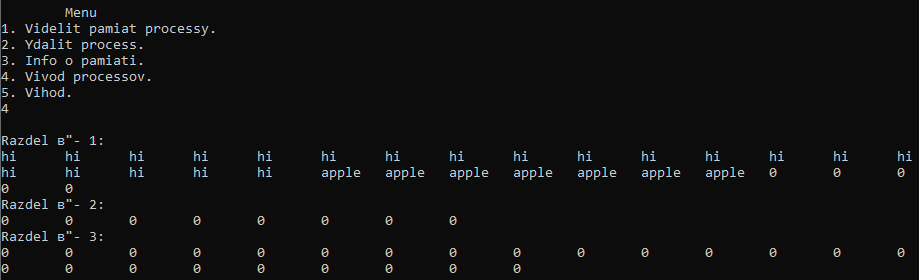 Menu
1. Videlit pamiat processy.
2. Ydalit process.
3. Info o pamiati.
4. Vivod processov.
5. Vihod.
4
Razdel в"- 1:
hi hi hi hi hi hi hi hi hi hi hi hi hi hi hi
hi hi hi hi hi apple apple apple apple apple apple apple 0 0 0
0 0
Razdel в"- 2:
0 0 0 0 0 0 0 0
Razdel в"- 3:
0 0 0 0 0 0 0 0 0 0 0 0 0 0 0
0 0 0 0 0 0 0 0 0